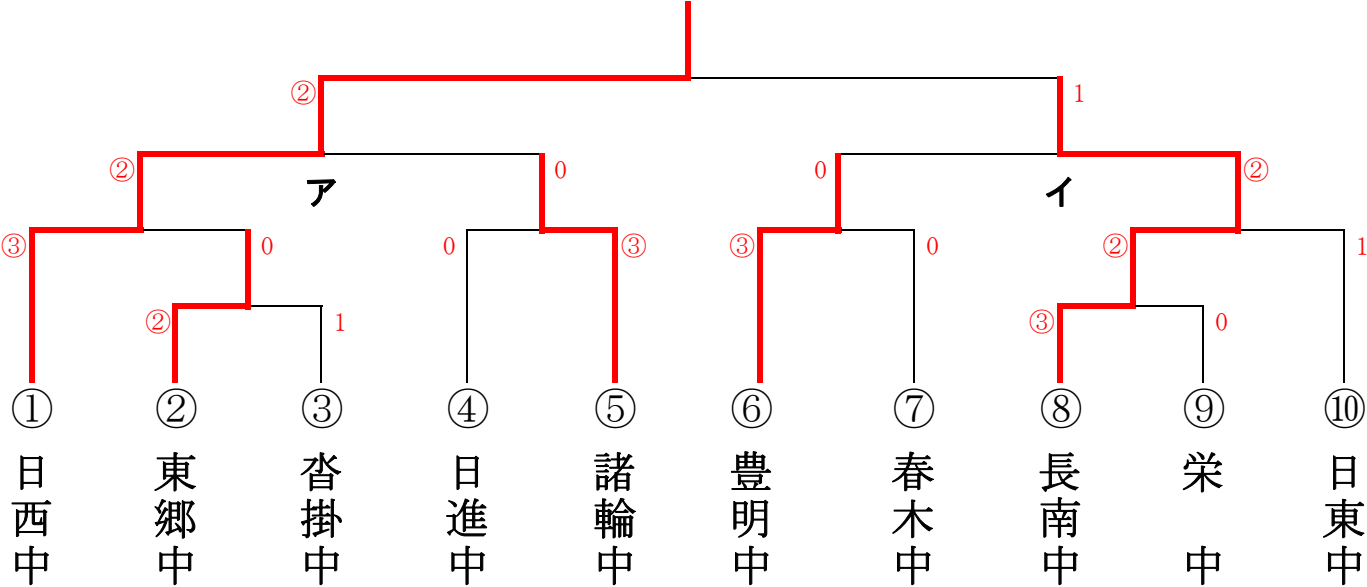 ② 1
② 0 0 ②
ア イ
③ 0 0 ③ ③ 0 ② 1
② 1 ③ 0
① ② ③ ④ ⑤ ⑥ ⑦ ⑧ ⑨ ⑩
日西中
東郷中
沓掛中
日進中
諸輪中
豊明中
春木中
長南中
栄中
日東中